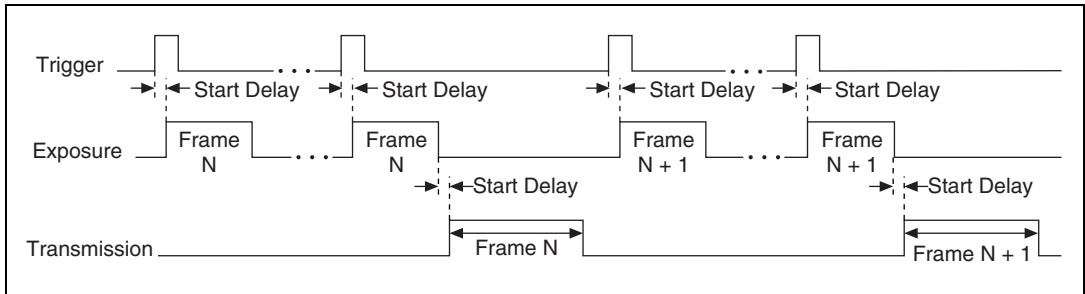 Trigger
Start Delay
Start Delay
Start Delay
Start Delay
Exposure
Frame
N
Frame
N
Frame
N + 1
Frame
N + 1
Start Delay
Start Delay
Transmission
Frame N
Frame N + 1